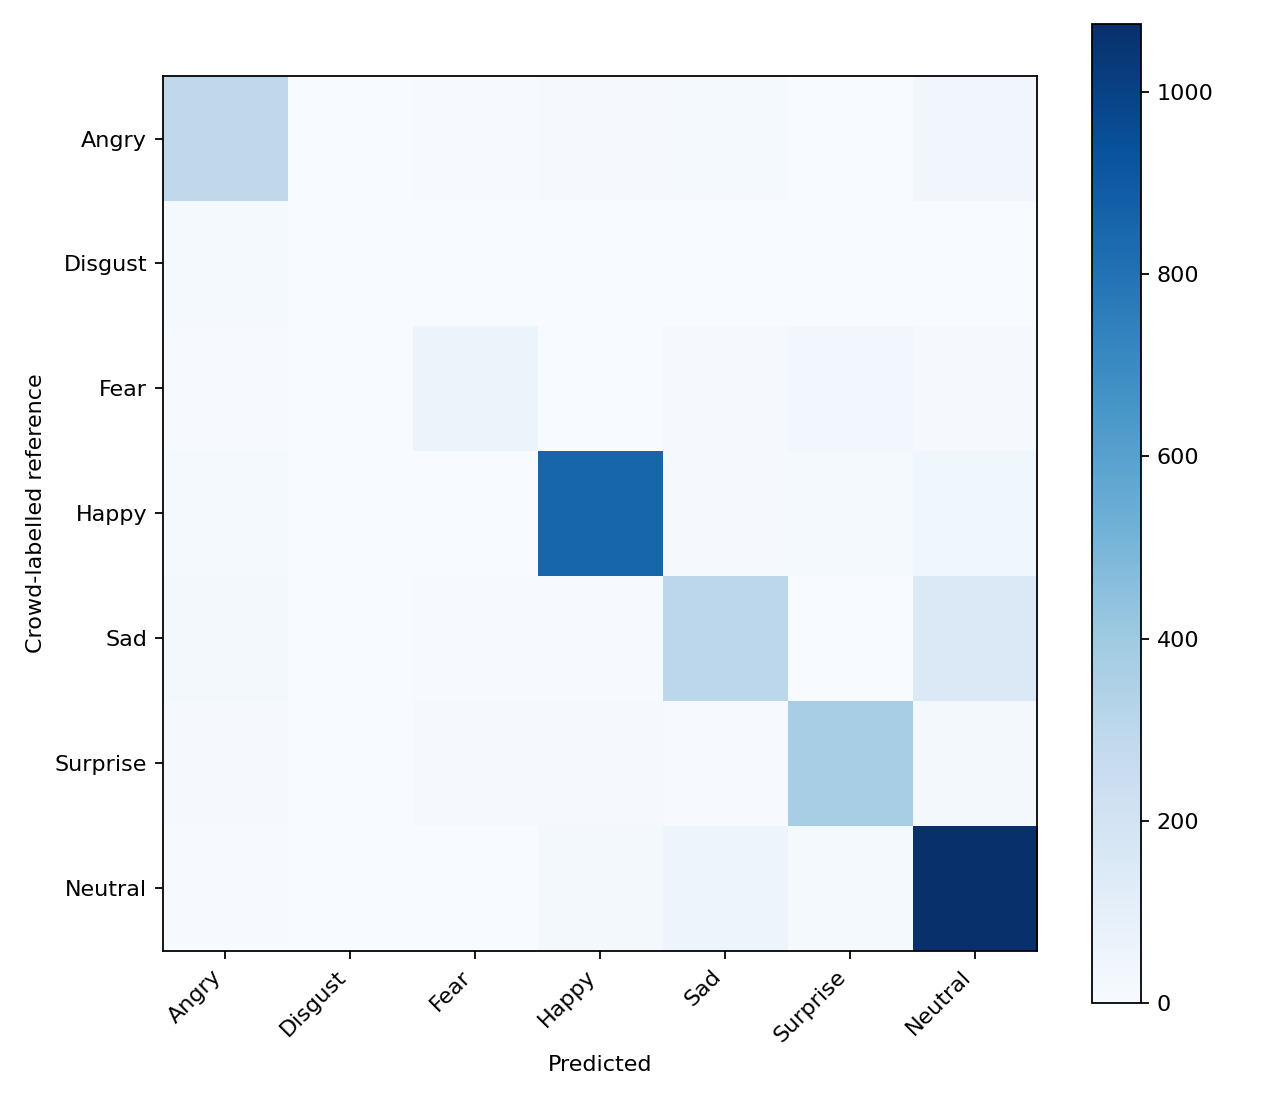 Crowd-labelled reference
Angry
Disgust
Fear
Happy
Sad
Surprise
Neutral
Angry
Disgust
Fear
Happy
Sad
Surprise
Neutral
Predicted
1000
800
600
400
200
0